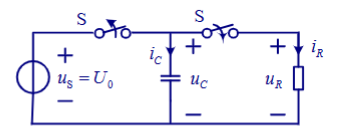 S
S
i_C
i_R
+
+
+
u_S = U_0
u_C
u_R
−
−
−